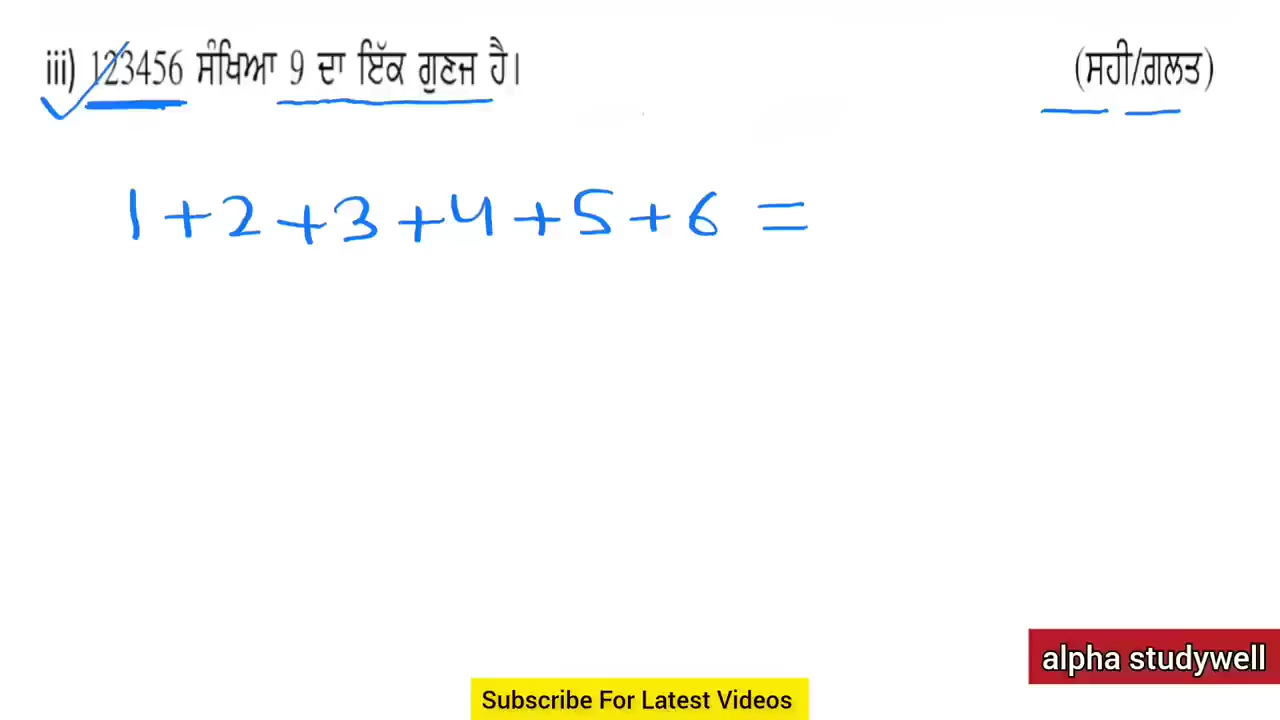 iii) 123456 ਸੰਖਿਆ 9 ਦਾ ਇੱਕ ਗੁਣਜ ਹੈ। (ਸਹੀ/ਗ਼ਲਤ)
1 + 2 + 3 + 4 + 5 + 6 =
alpha studywell
Subscribe For Latest Videos